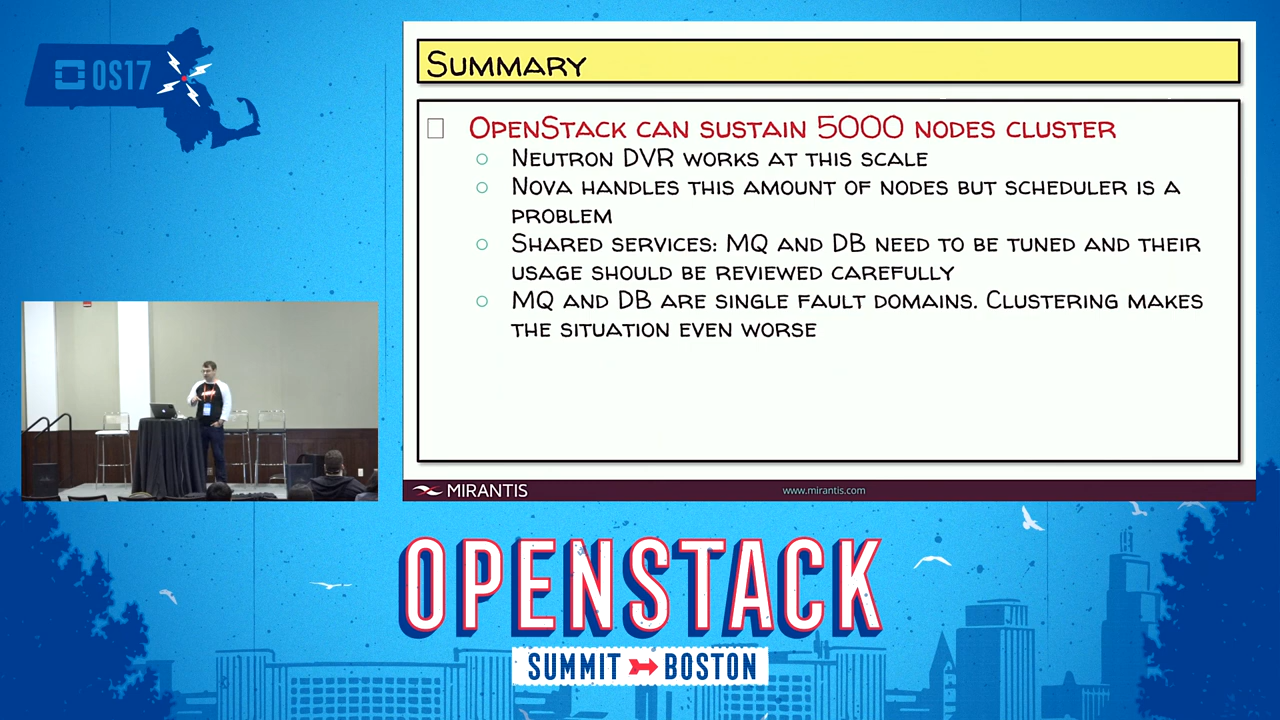 OS17
SUMMARY
OPENSTACK CAN SUSTAIN 5000 NODES CLUSTER
NEUTRON DVR WORKS AT THIS SCALE
NOVA HANDLES THIS AMOUNT OF NODES BUT SCHEDULER IS A
PROBLEM
SHARED SERVICES: MQ AND DB NEED TO BE TUNED AND THEIR
USAGE SHOULD BE REVIEWED CAREFULLY
MQ AND DB ARE SINGLE FAULT DOMAINS. CLUSTERING MAKES
THE SITUATION EVEN WORSE
MIRANTIS
www.mirantis.com
OPENSTACK
SUMMIT BOSTON